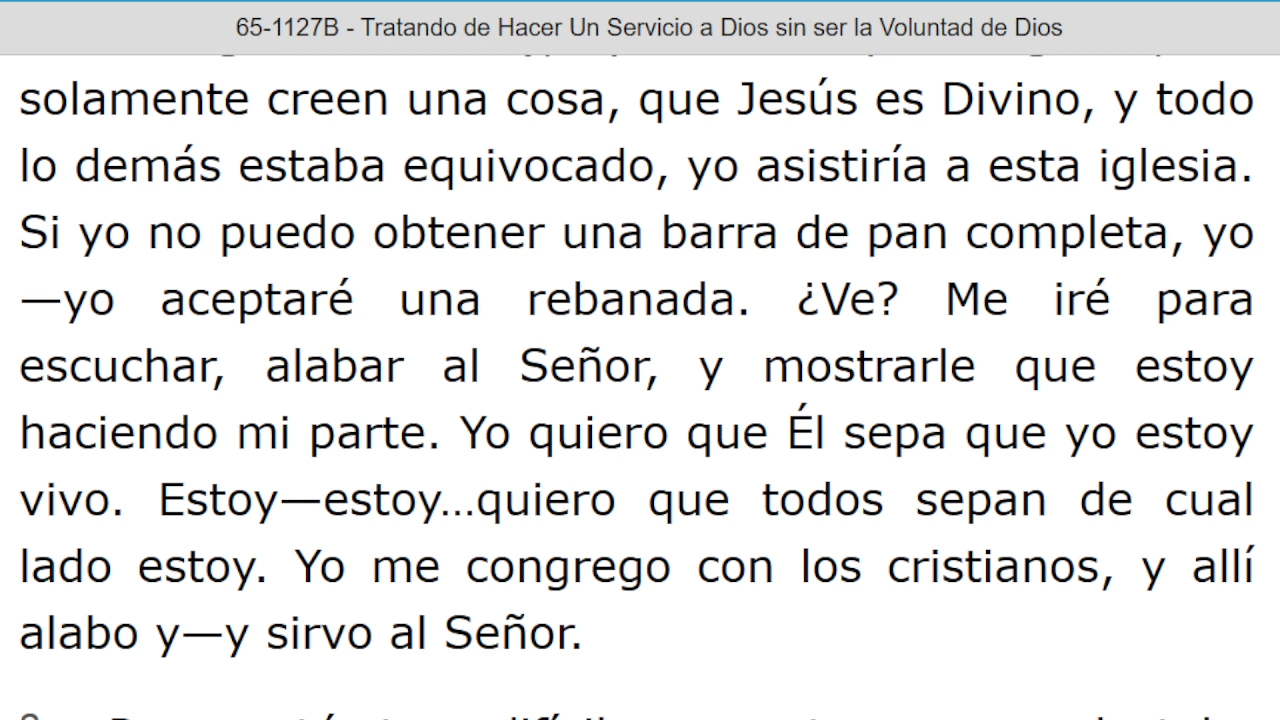 65-1127B - Tratando de Hacer Un Servicio a Dios sin ser la Voluntad de Dios
solamente creen una cosa, que Jesús es Divino, y todo
lo demás estaba equivocado, yo asistiría a esta iglesia.
Si yo no puedo obtener una barra de pan completa, yo
—yo aceptaré una rebanada. ¿Ve? Me iré para
escuchar, alabar al Señor, y mostrarle que estoy
haciendo mi parte. Yo quiero que Él sepa que yo estoy
vivo. Estoy—estoy...quiero que todos sepan de cual
lado estoy. Yo me congrego con los cristianos, y allí
alabo y—y sirvo al Señor.